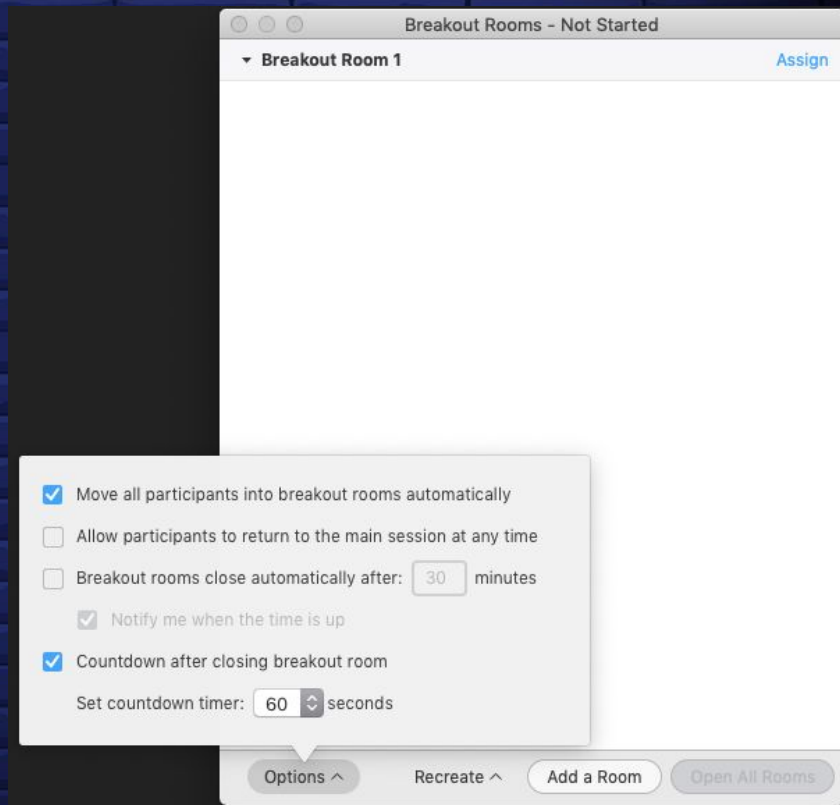 Breakout Rooms - Not Started
Breakout Room 1 Assign
Move all participants into breakout rooms automatically
Allow participants to return to the main session at any time
Breakout rooms close automatically after: 30 minutes
Notify me when the time is up
Countdown after closing breakout room
Set countdown timer: 60 seconds
Options Recreate Add a Room Open All Rooms